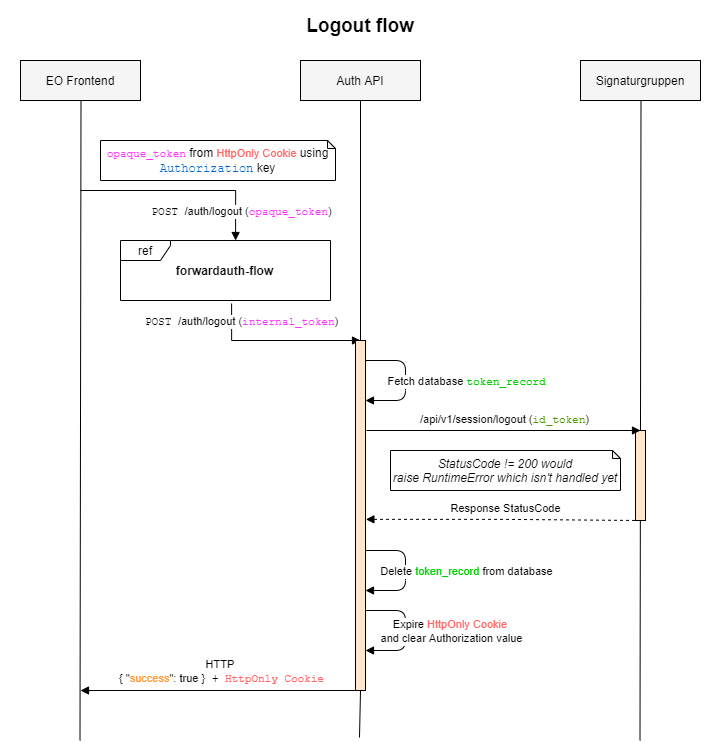 Logout flow
EO Frontend
Auth API
Signaturgruppen
opaque_token from HttpOnly Cookie using
Authorization key
POST /auth/logout (opaque_token)
ref
forwardauth-flow
POST /auth/logout (internal_token)
Fetch database token_record
/api/v1/session/logout (id_token)
StatusCode != 200 would
raise RuntimeError which isn't handled yet
Response StatusCode
Delete token_record from database
Expire HttpOnly Cookie
and clear Authorization value
HTTP
{ "success": true } + HttpOnly Cookie